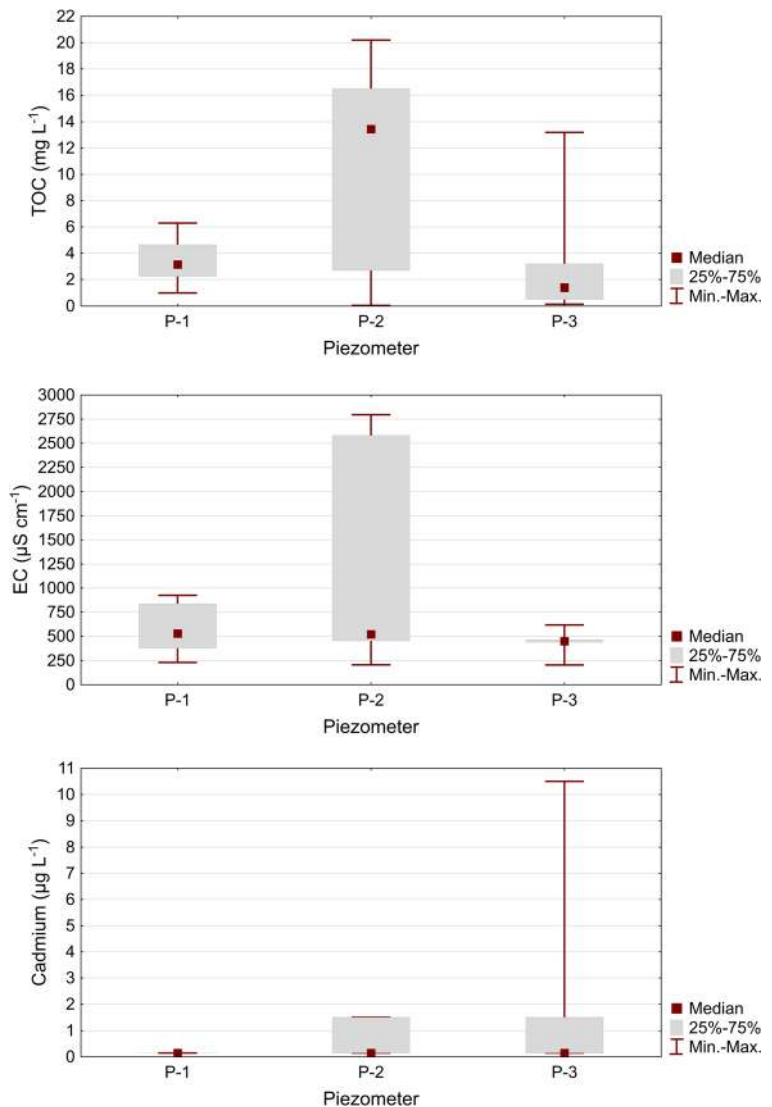 22
20
18
16
14
12
10
8
6
4
2
0
TOC (mg L⁻¹)
P-1 P-2 P-3
Piezometer
Median
25%-75%
Min.-Max.
3000
2750
2500
2250
2000
1750
1500
1250
1000
750
500
250
0
EC (µS cm⁻¹)
P-1 P-2 P-3
Piezometer
Median
25%-75%
Min.-Max.
11
10
9
8
7
6
5
4
3
2
1
0
Cadmium (µg L⁻¹)
P-1 P-2 P-3
Piezometer
Median
25%-75%
Min.-Max.